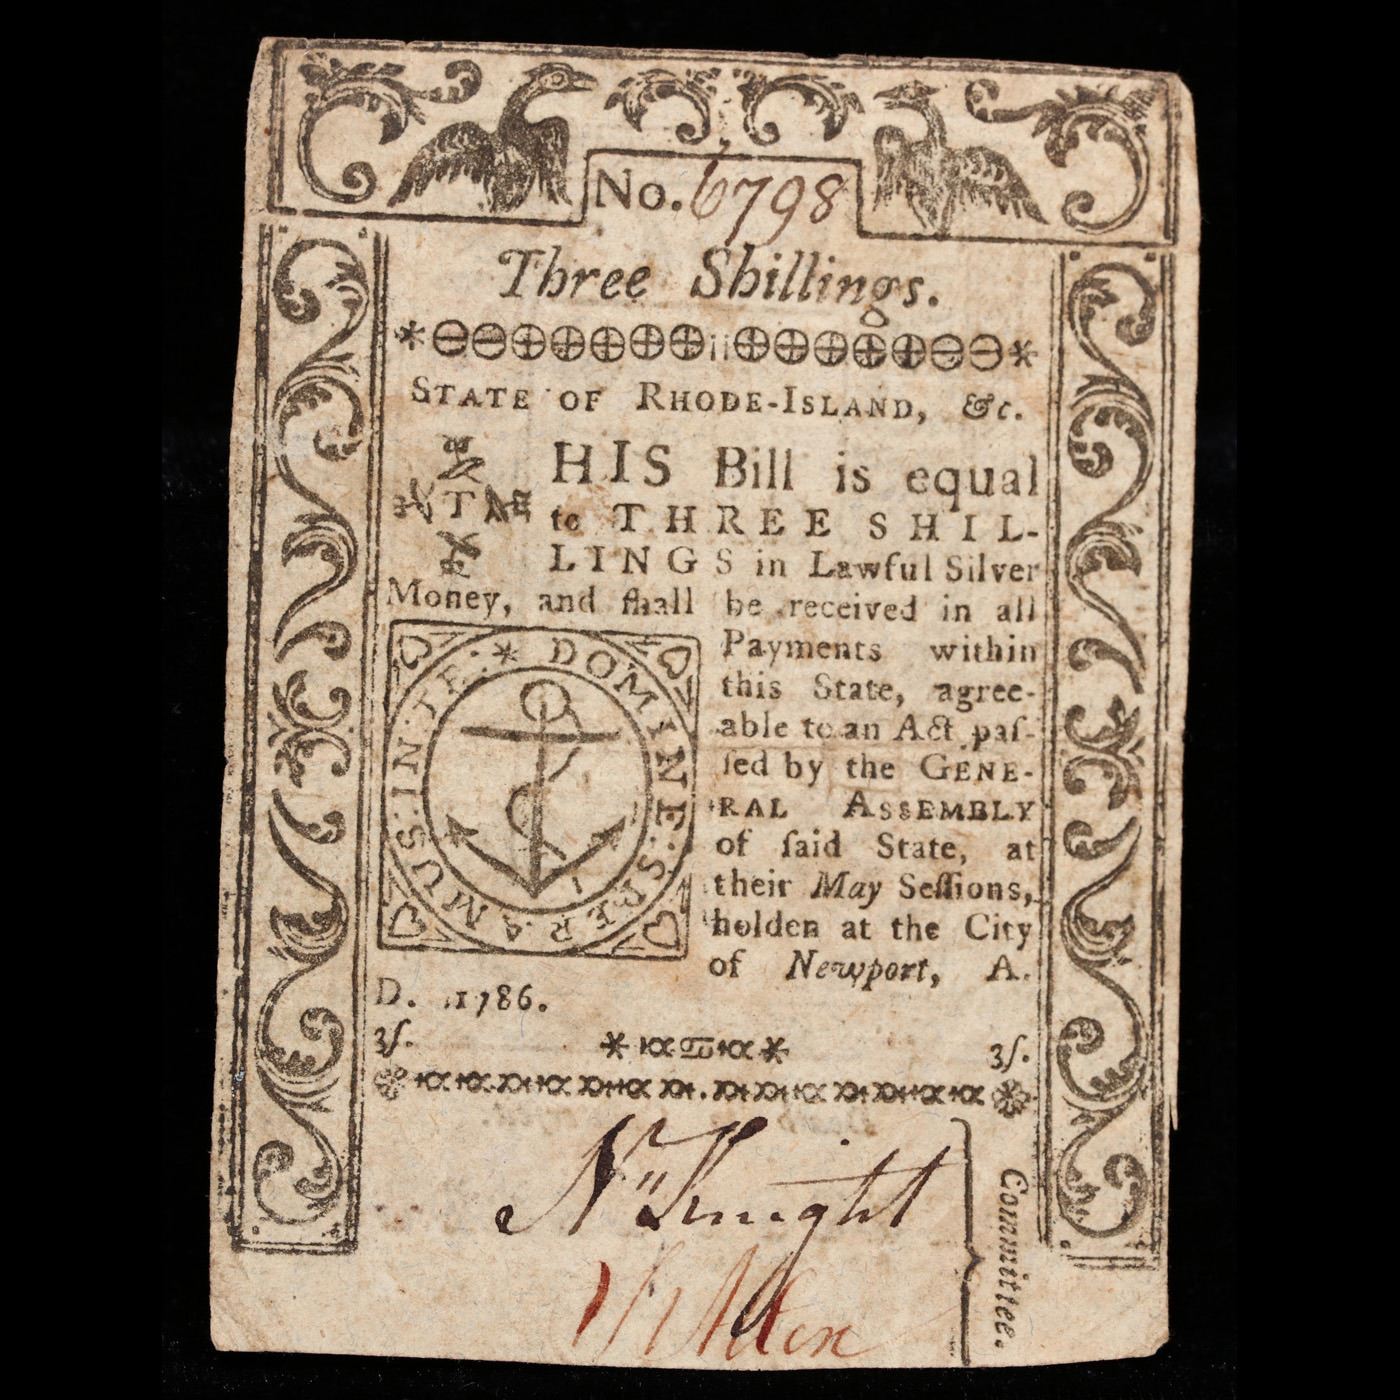 No. 6798
Three Shillings.
STATE OF RHODE-ISLAND, &c.
THIS Bill is equal
to THREE SHIL-
LINGS in Lawful Silver
Money, and ſhall be received in all
Payments within
this State, agree-
able to an Act paſ-
ſed by the GENE-
RAL ASSEMBLY
of ſaid State, at
their May Seſſions,
holden at the City
of Newport, A.
D. 1786.
DOMINE·SPERAMUS·IN·TE·
3ſ. 3ſ.
Nn Knight
Allen
Committee.